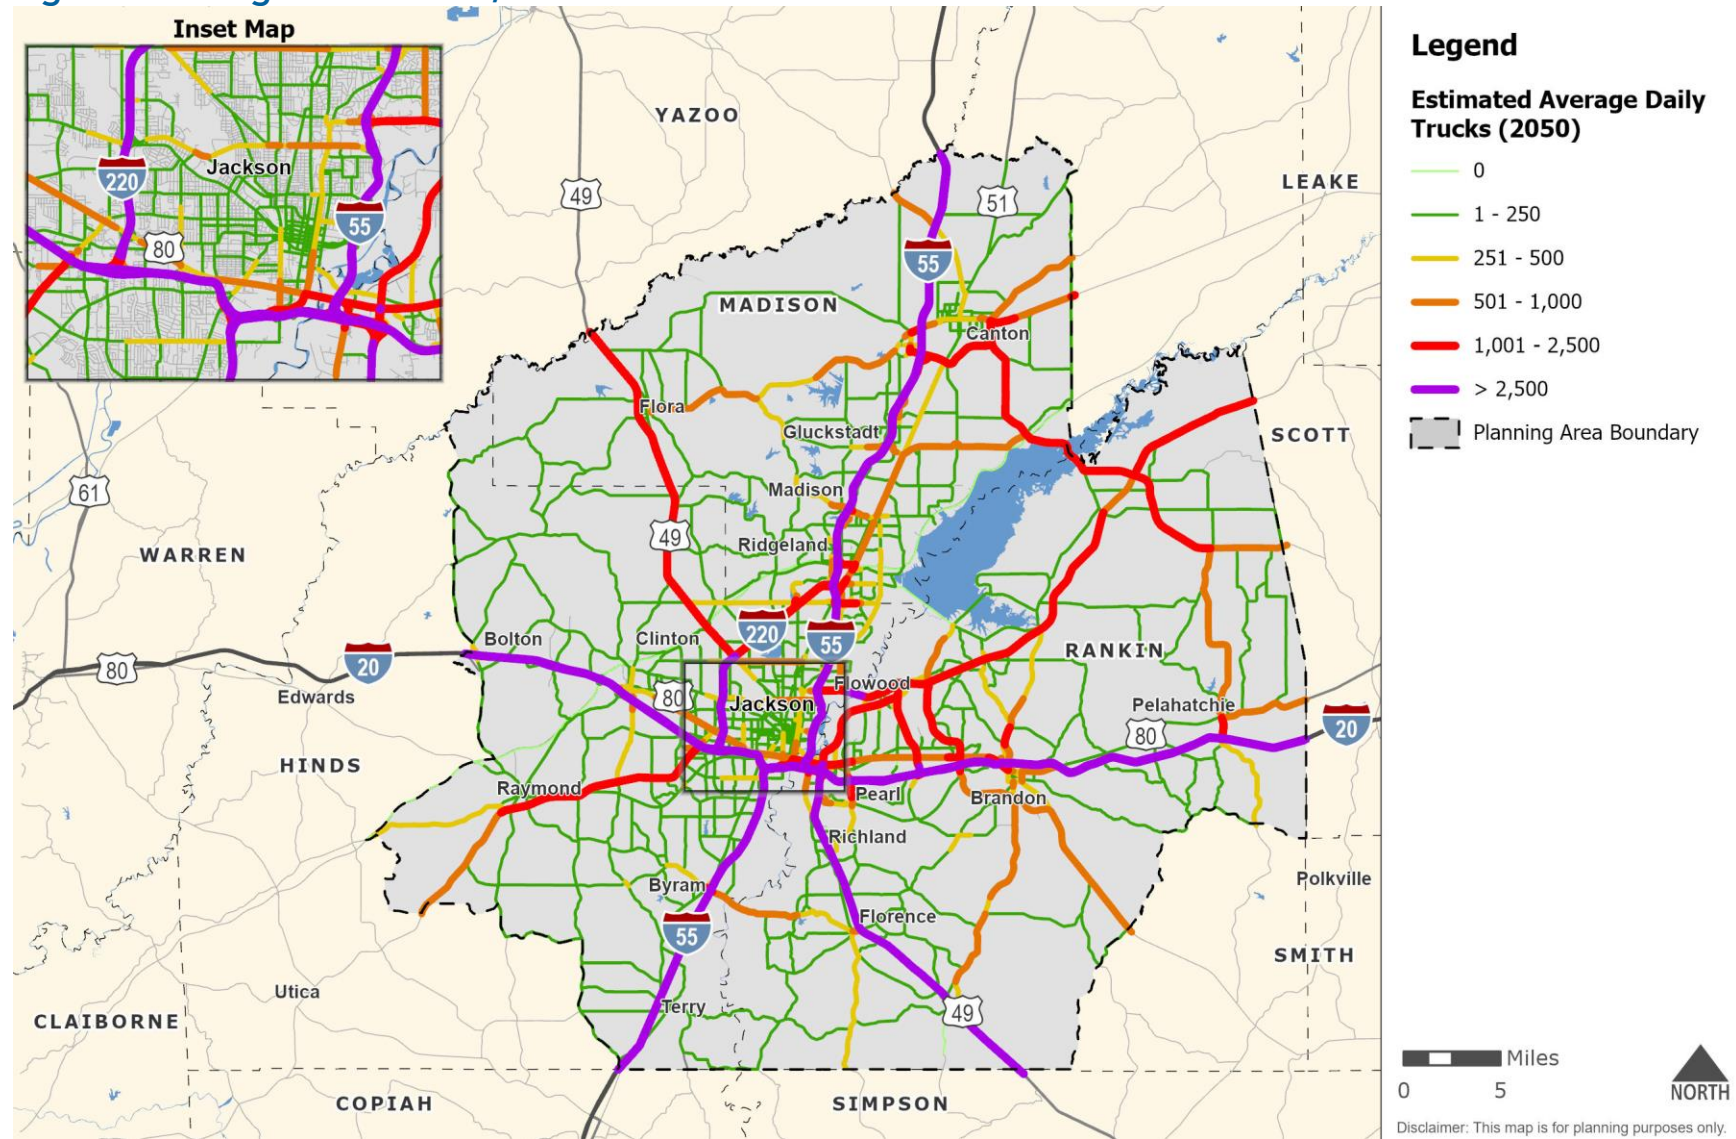 Inset Map
Jackson
220
55
80
YAZOO
LEAKE
49
51
55
MADISON
Canton
Flora
Gluckstadt
SCOTT
61
Madison
49
Ridgeland
WARREN
220
55
Bolton
Clinton
RANKIN
80
20
Edwards
80
Flowood
Jackson
Pelahatchie
80
20
HINDS
Raymond
Pearl
Brandon
Richland
Byram
Polkville
Florence
55
SMITH
Utica
Terry
49
CLAIBORNE
COPIAH
SIMPSON
Legend
Estimated Average Daily
Trucks (2050)
0
1 - 250
251 - 500
501 - 1,000
1,001 - 2,500
> 2,500
Planning Area Boundary
Miles
0 5
NORTH
Disclaimer: This map is for planning purposes only.